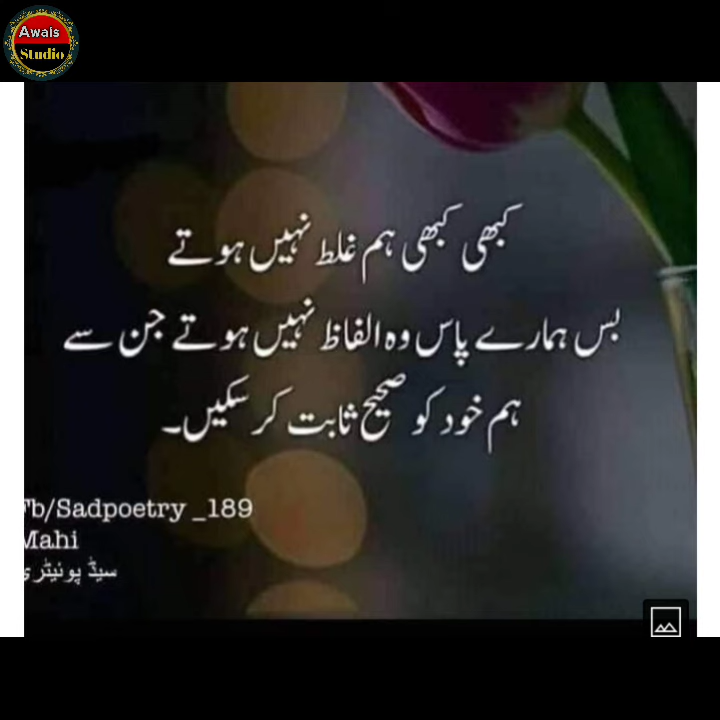 Awais
Studio
کبھی کبھی ہم غلط نہیں ہوتے
بس ہمارے پاس وہ الفاظ نہیں ہوتے جن سے
ہم خود کو صحیح ثابت کر سکیں۔
Fb/Sadpoetry _189
Mahi
سیڈ پوئیٹری